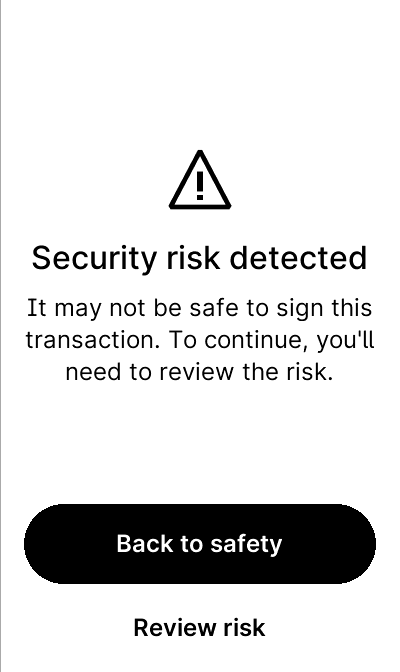 Security risk detected
It may not be safe to sign this
transaction. To continue, you'll
need to review the risk.
Back to safety
Review risk